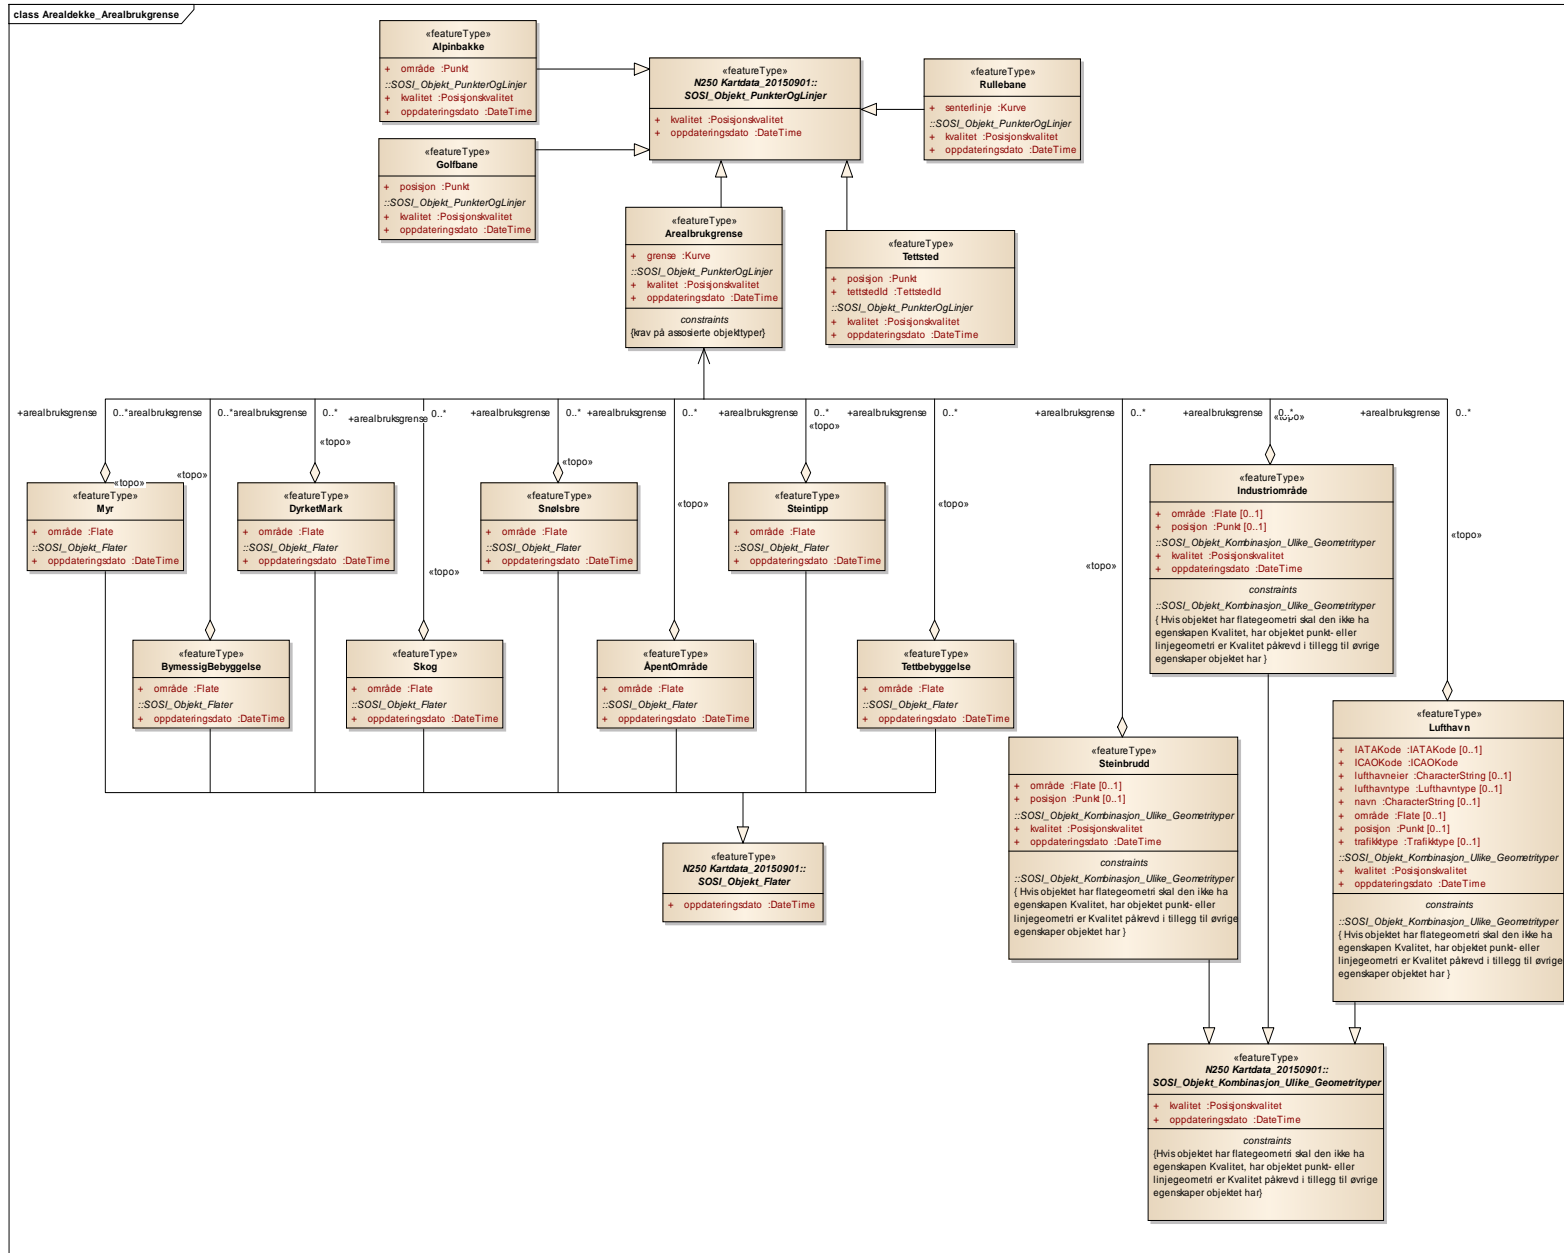 class Arealdekke_Arealbrukgrense
«featureType»
Alpinbakke
+ område :Punkt
::SOSI_Objekt_PunkterOgLinjer
+ kvalitet :Posisjonskvalitet
+ oppdateringsdato :DateTime
«featureType»
N250 Kartdata_20150901::
SOSI_Objekt_PunkterOgLinjer
+ kvalitet :Posisjonskvalitet
+ oppdateringsdato :DateTime
«featureType»
Rullebane
+ senterlinje :Kurve
::SOSI_Objekt_PunkterOgLinjer
+ kvalitet :Posisjonskvalitet
+ oppdateringsdato :DateTime
«featureType»
Golfbane
+ posisjon :Punkt
::SOSI_Objekt_PunkterOgLinjer
+ kvalitet :Posisjonskvalitet
+ oppdateringsdato :DateTime
«featureType»
Arealbrukgrense
+ grense :Kurve
::SOSI_Objekt_PunkterOgLinjer
+ kvalitet :Posisjonskvalitet
+ oppdateringsdato :DateTime
constraints
{krav på assosierte objekttyper}
«featureType»
Tettsted
+ posisjon :Punkt
+ tettstedId :TettstedId
::SOSI_Objekt_PunkterOgLinjer
+ kvalitet :Posisjonskvalitet
+ oppdateringsdato :DateTime
+arealbruksgrense 0..*
arealbruksgrense 0..*
arealbruksgrense 0..*
+arealbruksgrense 0..*
+arealbruksgrense 0..*
+arealbruksgrense 0..*
+arealbruksgrense 0..*
+arealbruksgrense 0..*
+arealbruksgrense 0..*
+arealbruksgrense 0..*
+arealbruksgrense 0..*
«topo»
«topo»
«topo»
«topo»
«topo»
«topo»
«topo»
«topo»
«topo»
«topo»
«topo»
«featureType»
Myr
+ område :Flate
::SOSI_Objekt_Flater
+ oppdateringsdato :DateTime
«featureType»
DyrketMark
+ område :Flate
::SOSI_Objekt_Flater
+ oppdateringsdato :DateTime
«featureType»
SnøIsbre
+ område :Flate
::SOSI_Objekt_Flater
+ oppdateringsdato :DateTime
«featureType»
Steintipp
+ område :Flate
::SOSI_Objekt_Flater
+ oppdateringsdato :DateTime
«featureType»
Industriområde
+ område :Flate [0..1]
+ posisjon :Punkt [0..1]
::SOSI_Objekt_Kombinasjon_Ulike_Geometrityper
+ kvalitet :Posisjonskvalitet
+ oppdateringsdato :DateTime
constraints
::SOSI_Objekt_Kombinasjon_Ulike_Geometrityper
{ Hvis objektet har flategeometri skal den ikke ha
egenskapen Kvalitet, har objektet punkt- eller
linjegeometri er Kvalitet påkrevd i tillegg til øvrige
egenskaper objektet har }
«featureType»
BymessigBebyggelse
+ område :Flate
::SOSI_Objekt_Flater
+ oppdateringsdato :DateTime
«featureType»
Skog
+ område :Flate
::SOSI_Objekt_Flater
+ oppdateringsdato :DateTime
«featureType»
ÅpentOmråde
+ område :Flate
::SOSI_Objekt_Flater
+ oppdateringsdato :DateTime
«featureType»
Tettbebyggelse
+ område :Flate
::SOSI_Objekt_Flater
+ oppdateringsdato :DateTime
«featureType»
Steinbrudd
+ område :Flate [0..1]
+ posisjon :Punkt [0..1]
::SOSI_Objekt_Kombinasjon_Ulike_Geometrityper
+ kvalitet :Posisjonskvalitet
+ oppdateringsdato :DateTime
constraints
::SOSI_Objekt_Kombinasjon_Ulike_Geometrityper
{ Hvis objektet har flategeometri skal den ikke ha
egenskapen Kvalitet, har objektet punkt- eller
linjegeometri er Kvalitet påkrevd i tillegg til øvrige
egenskaper objektet har }
«featureType»
Lufthavn
+ IATAKode :IATAKode [0..1]
+ ICAOKode :ICAOKode
+ lufthavneier :CharacterString [0..1]
+ lufthavntype :Lufthavntype [0..1]
+ navn :CharacterString [0..1]
+ område :Flate [0..1]
+ posisjon :Punkt [0..1]
+ trafikktype :Trafikktype [0..1]
::SOSI_Objekt_Kombinasjon_Ulike_Geometrityper
+ kvalitet :Posisjonskvalitet
+ oppdateringsdato :DateTime
constraints
::SOSI_Objekt_Kombinasjon_Ulike_Geometrityper
{ Hvis objektet har flategeometri skal den ikke ha
egenskapen Kvalitet, har objektet punkt- eller
linjegeometri er Kvalitet påkrevd i tillegg til øvrige
egenskaper objektet har }
«featureType»
N250 Kartdata_20150901::
SOSI_Objekt_Flater
+ oppdateringsdato :DateTime
«featureType»
N250 Kartdata_20150901::
SOSI_Objekt_Kombinasjon_Ulike_Geometrityper
+ kvalitet :Posisjonskvalitet
+ oppdateringsdato :DateTime
constraints
{Hvis objektet har flategeometri skal den ikke ha
egenskapen Kvalitet, har objektet punkt- eller
linjegeometri er Kvalitet påkrevd i tillegg til øvrige
egenskaper objektet har}